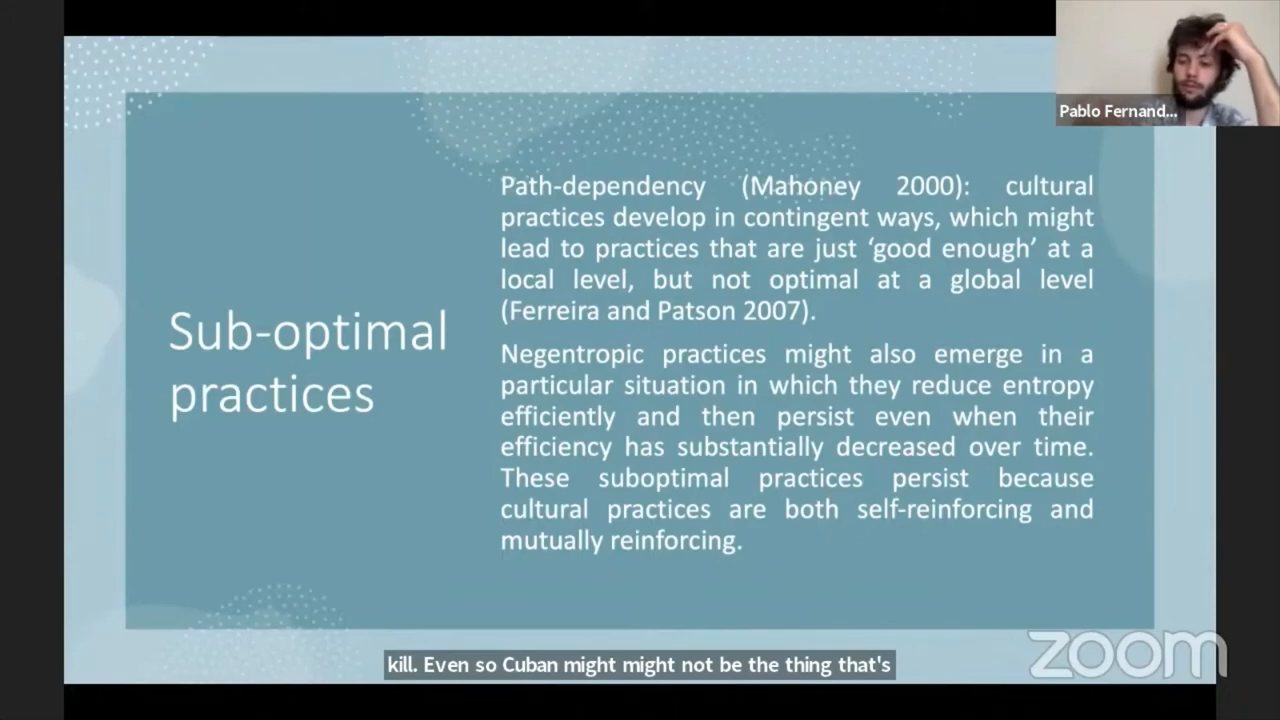 Pablo Fernand...
Path-dependency (Mahoney 2000): cultural
practices develop in contingent ways, which might
lead to practices that are just ‘good enough’ at a
local level, but not optimal at a global level
(Ferreira and Patson 2007).
Sub-optimal
practices
Negentropic practices might also emerge in a
particular situation in which they reduce entropy
efficiently and then persist even when their
efficiency has substantially decreased over time.
These suboptimal practices persist because
cultural practices are both self-reinforcing and
mutually reinforcing.
kill. Even so Cuban might might not be the thing that's
zoom